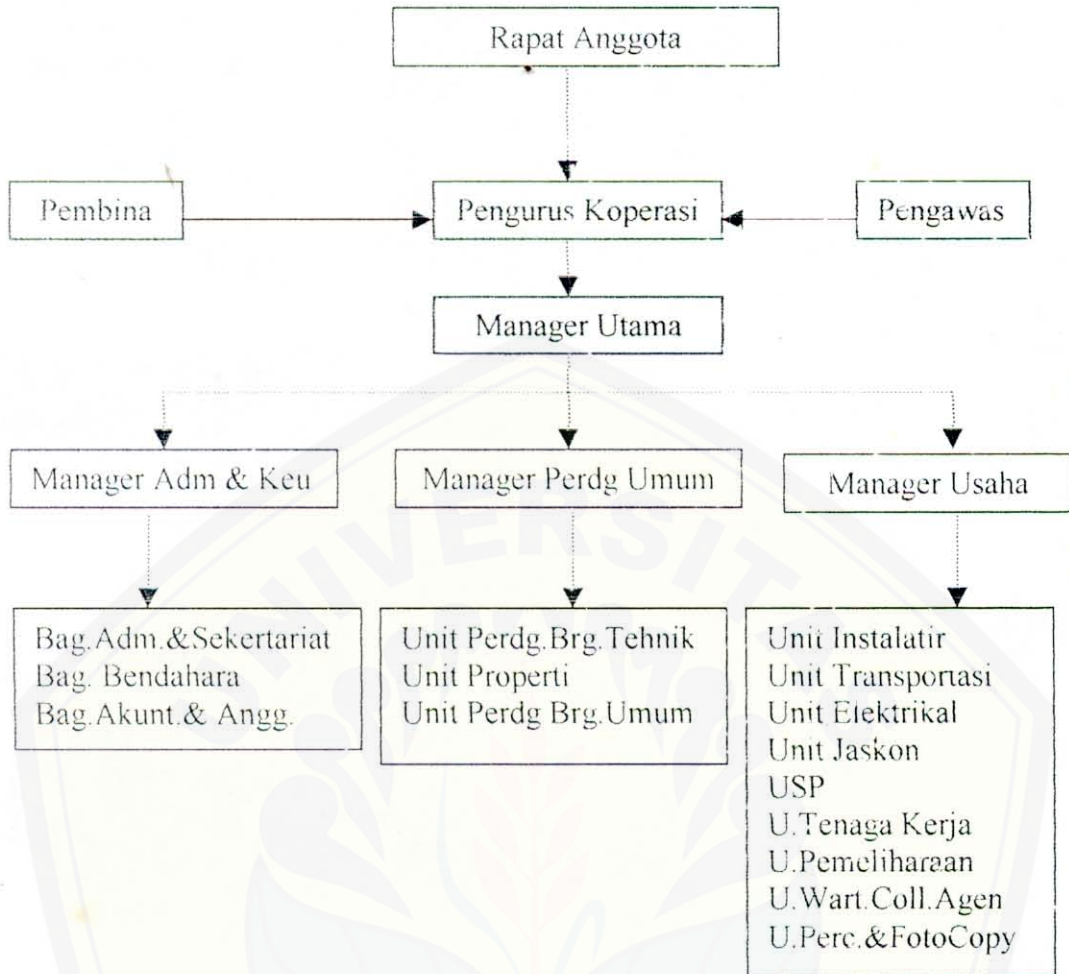 Rapat Anggota
Pembina
Pengurus Koperasi
Pengawas
Manager Utama
Manager Adm & Keu
Manager Perdg Umum
Manager Usaha
Bag.Adm.&Sekertariat
Bag. Bendahara
Bag.Akunt.& Angg.
Unit Perdg.Brg.Tehnik
Unit Properti
Unit Perdg Brg.Umum
Unit Instalatir
Unit Transportasi
Unit Elektrikal
Unit Jaskon
USP
U.Tenaga Kerja
U.Pemeliharaan
U.Wart.Coll.Agen
U.Perc.&FotoCopy
UNIVERSITAS